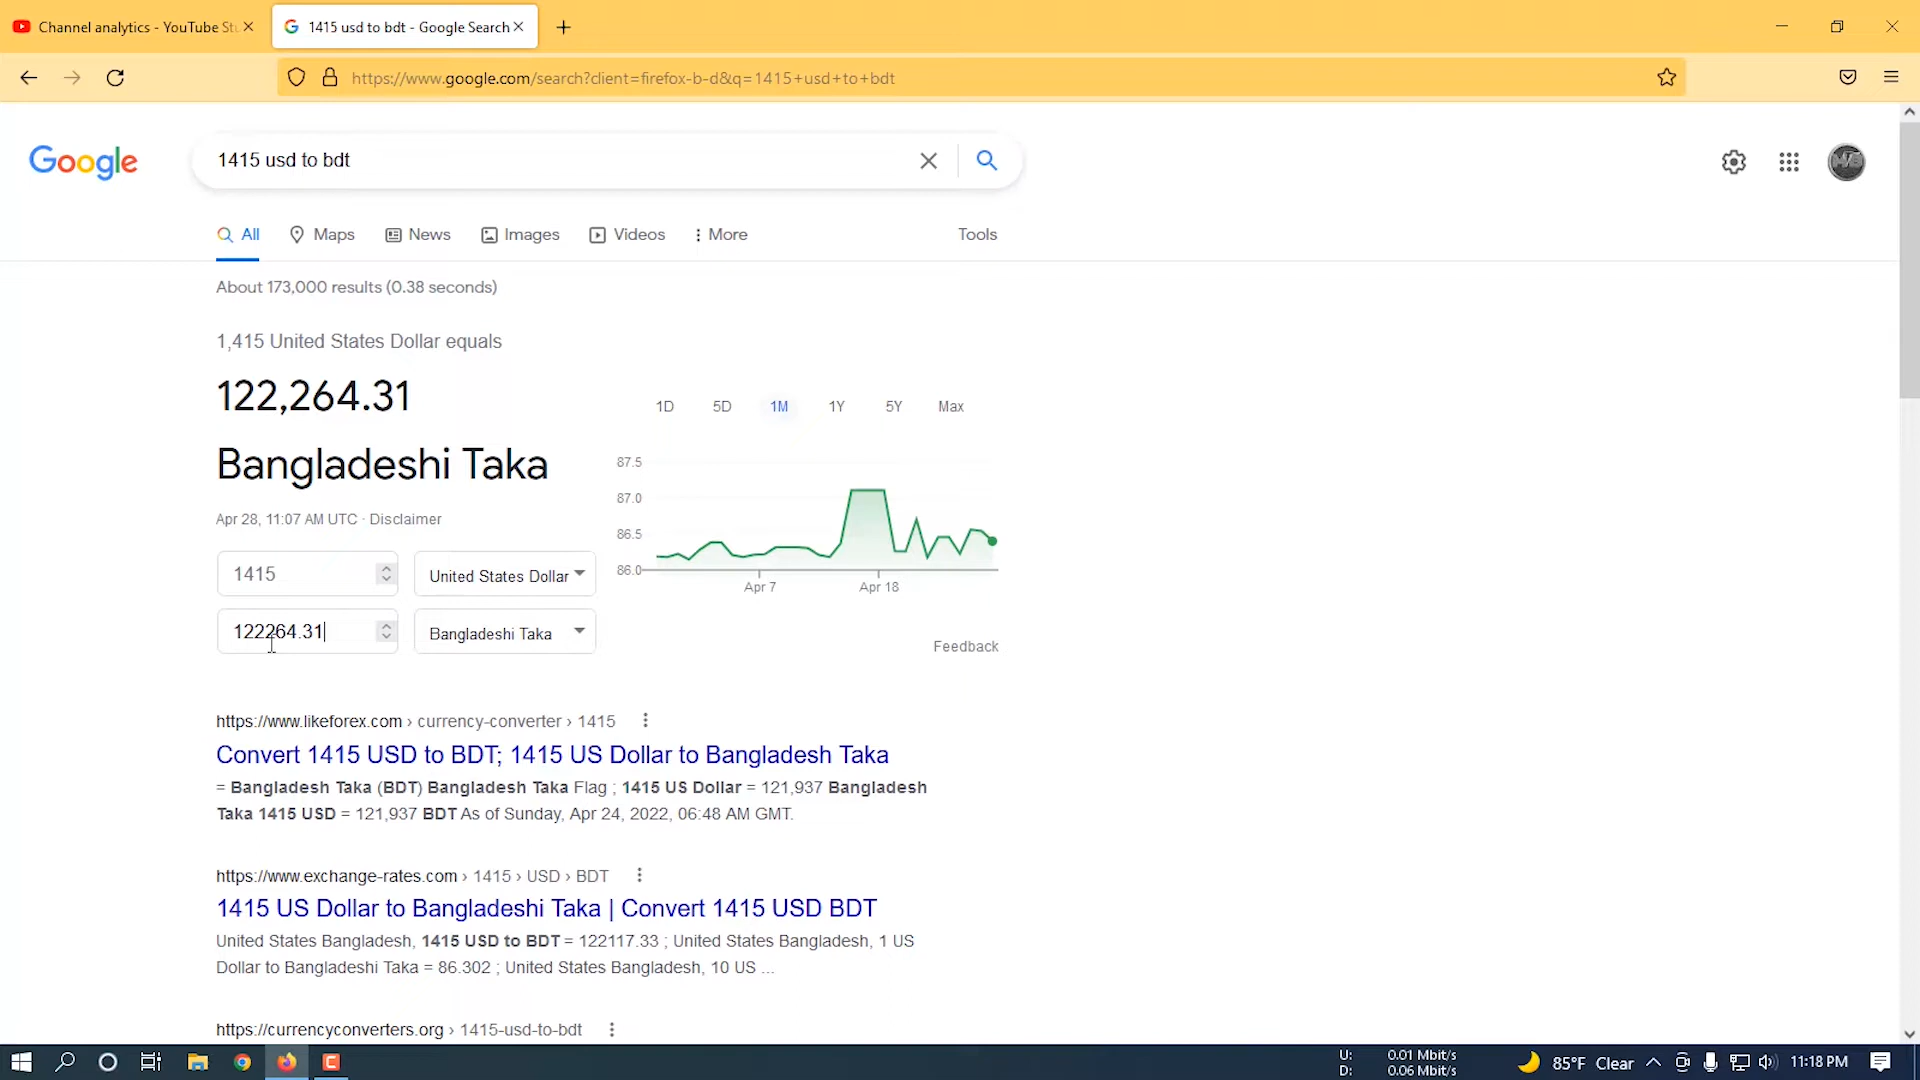 Channel analytics - YouTube Stu
1415 usd to bdt - Google Search
https://www.google.com/search?client=firefox-b-d&q=1415+usd+to+bdt
Google
1415 usd to bdt
All
Maps
News
Images
Videos
More
Tools
About 173,000 results (0.38 seconds)
1,415 United States Dollar equals
122,264.31
Bangladeshi Taka
Apr 28, 11:07 AM UTC · Disclaimer
1415
United States Dollar
122264.31
Bangladeshi Taka
1D 5D 1M 1Y 5Y Max
87.5
87.0
86.5
86.0
Apr 7 Apr 18
Feedback
https://www.likeforex.com › currency-converter › 1415
Convert 1415 USD to BDT; 1415 US Dollar to Bangladesh Taka
= Bangladesh Taka (BDT) Bangladesh Taka Flag ; 1415 US Dollar = 121,937 Bangladesh
Taka 1415 USD = 121,937 BDT As of Sunday, Apr 24, 2022, 06:48 AM GMT.
https://www.exchange-rates.com › 1415 › USD › BDT
1415 US Dollar to Bangladeshi Taka | Convert 1415 USD BDT
United States Bangladesh, 1415 USD to BDT = 122117.33 ; United States Bangladesh, 1 US
Dollar to Bangladeshi Taka = 86.302 ; United States Bangladesh, 10 US ...
https://currencyconverters.org › 1415-usd-to-bdt
U: 0.01 Mbit/s
D: 0.06 Mbit/s
85°F Clear
11:18 PM